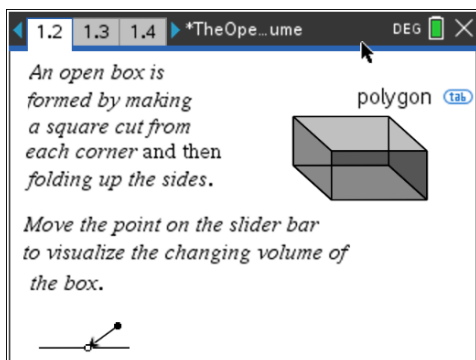 1.2 1.3 1.4 *TheOpe...ume DEG
An open box is
formed by making
a square cut from
each corner and then
folding up the sides.
polygon tab
Move the point on the slider bar
to visualize the changing volume of
the box.